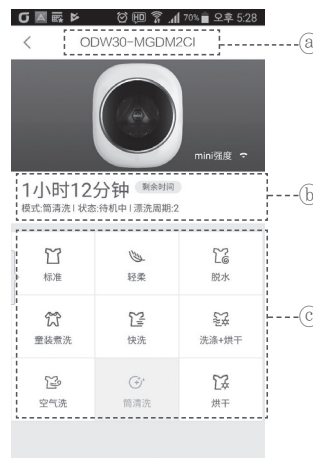 HD 70% 오후 5:28
ODW30-MGDM2CI
ⓐ
mini强度
1小时12分钟 剩余时间
ⓑ
模式:筒清洗 | 状态:待机中 | 漂洗周期:2
标准 轻柔 脱水
ⓒ
童装煮洗 快洗 洗涤+烘干
空气洗 筒清洗 烘干